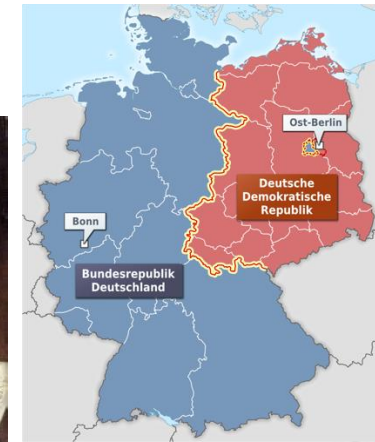 Ost-Berlin
Deutsche
Demokratische
Republik
Bonn
Bundesrepublik
Deutschland